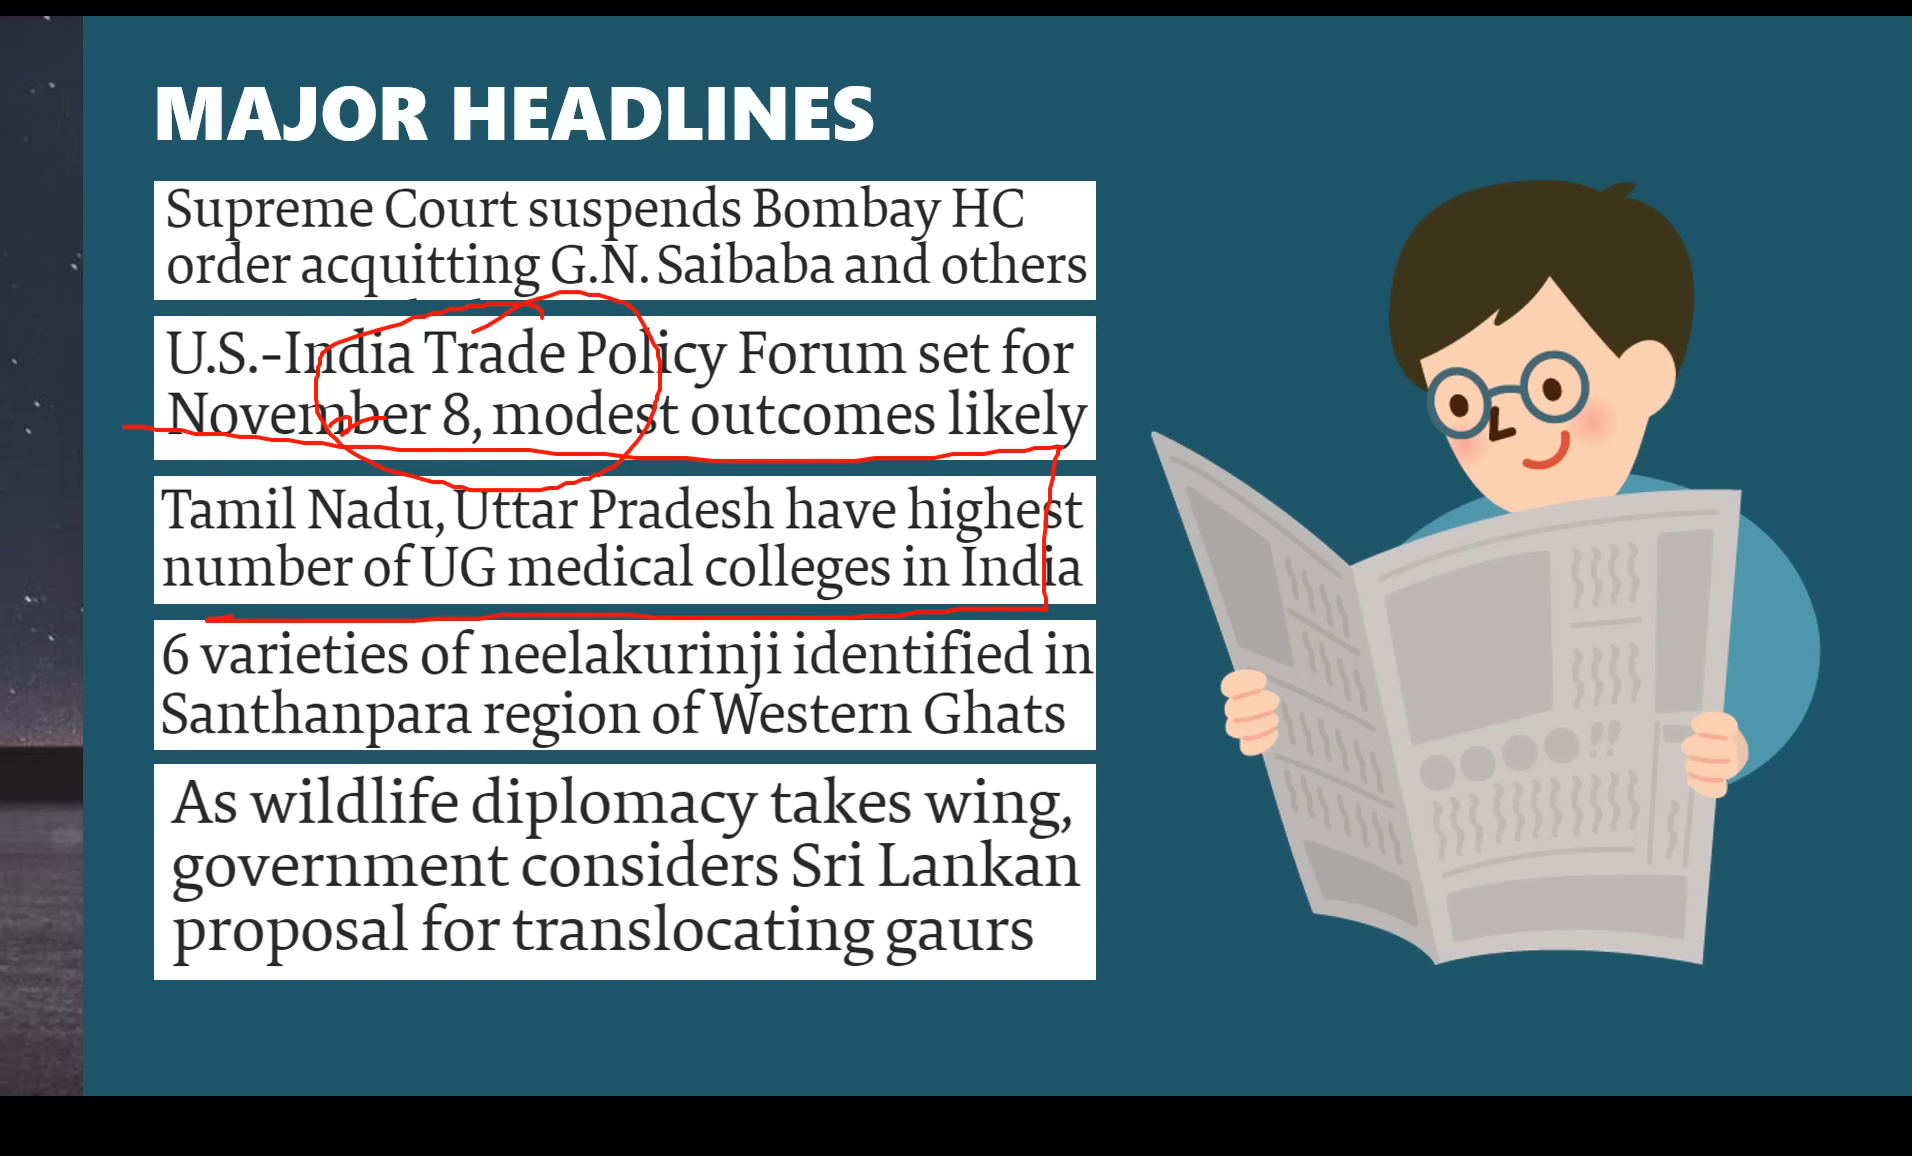 MAJOR HEADLINES
Supreme Court suspends Bombay HC
order acquitting G.N. Saibaba and others
U.S.-India Trade Policy Forum set for
November 8, modest outcomes likely
Tamil Nadu, Uttar Pradesh have highest
number of UG medical colleges in India
6 varieties of neelakurinji identified in
Santhanpara region of Western Ghats
As wildlife diplomacy takes wing,
government considers Sri Lankan
proposal for translocating gaurs